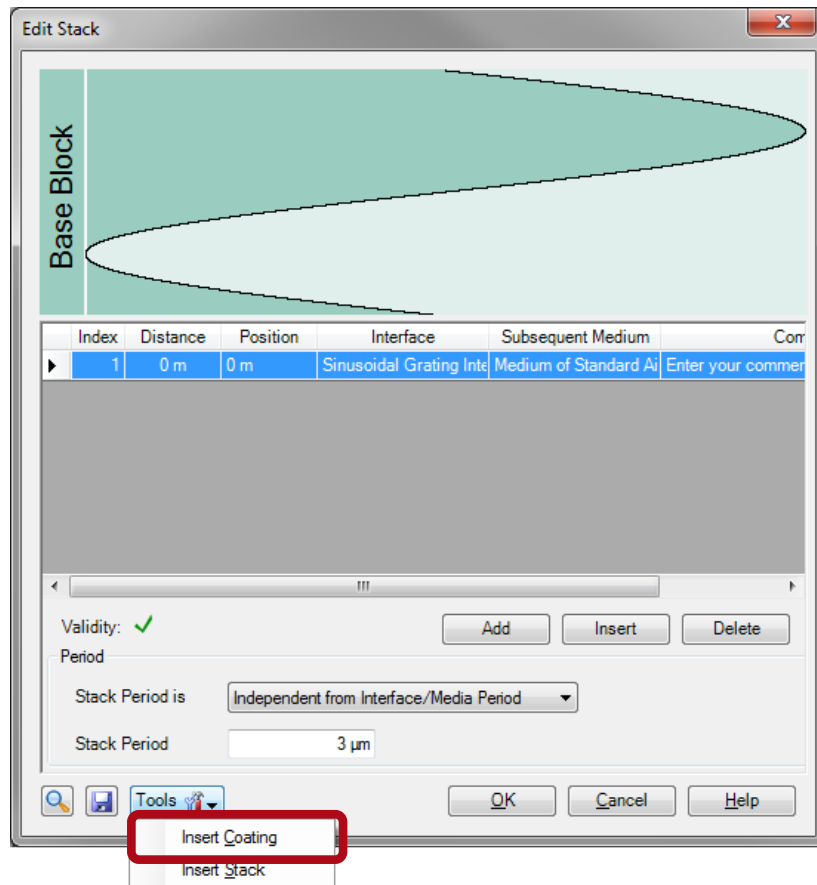 Edit Stack
Base Block
Index Distance Position Interface Subsequent Medium Com
1 0 m 0 m Sinusoidal Grating Inte Medium of Standard Ai Enter your commer
Validity:
Add Insert Delete
Period
Stack Period is Independent from Interface/Media Period
Stack Period 3 µm
Tools OK Cancel Help
Insert Coating
Insert Stack